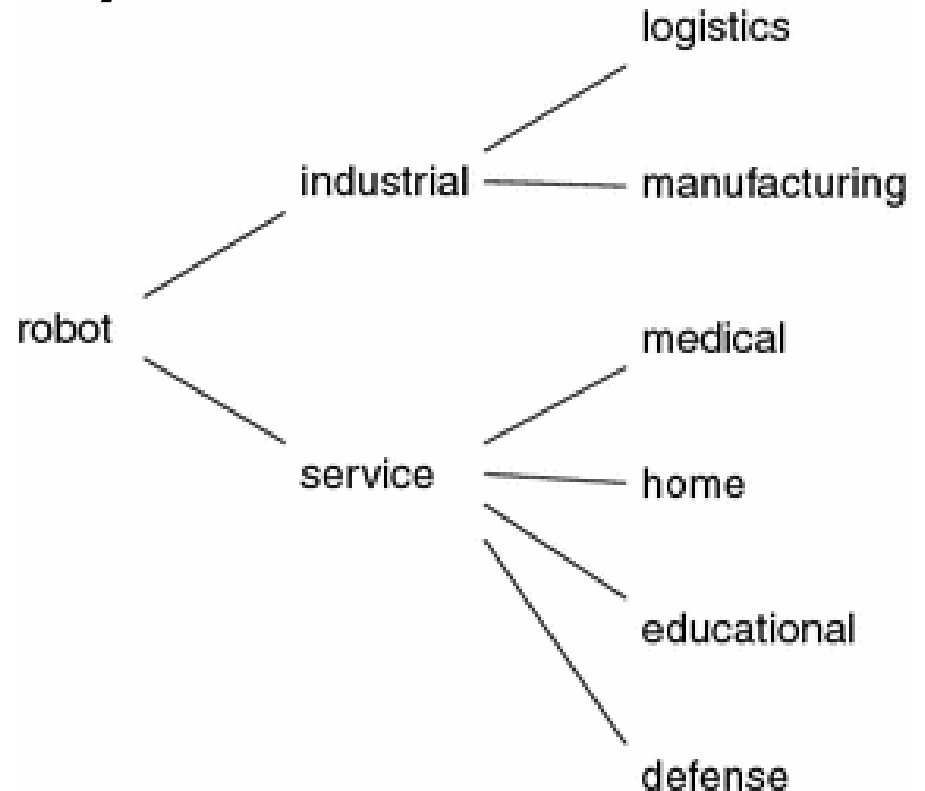 logistics
industrial
manufacturing
robot
medical
service
home
educational
defense